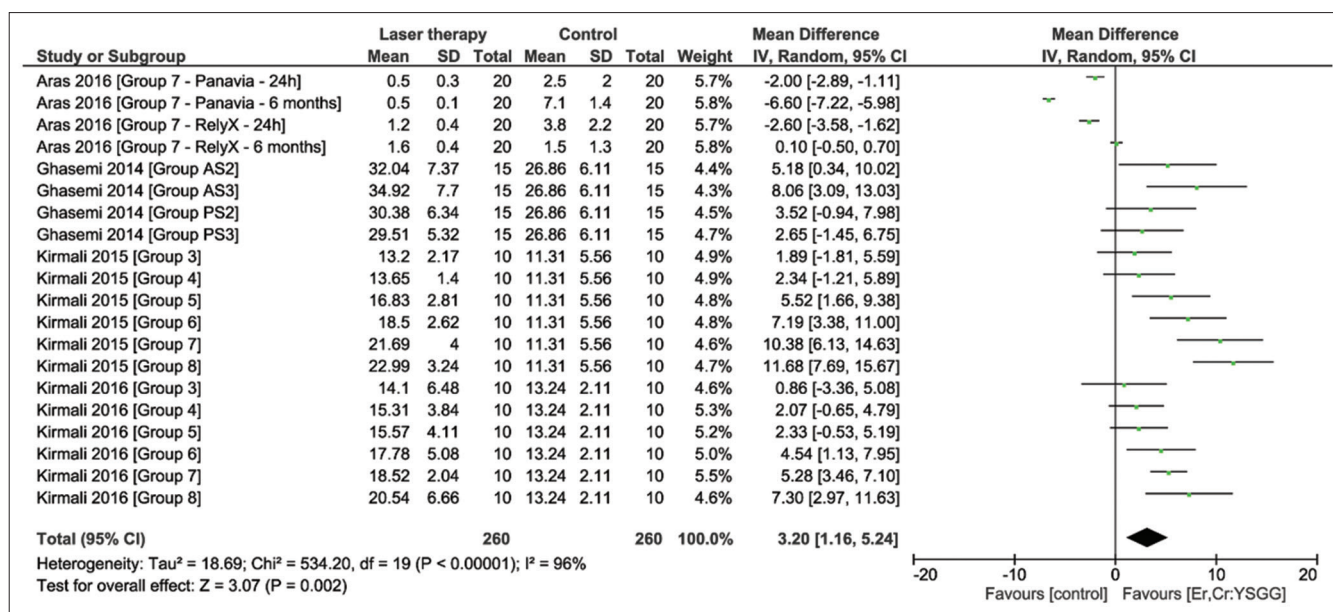 Laser therapy Control Mean Difference Mean Difference
Study or Subgroup Mean SD Total Mean SD Total Weight IV, Random, 95% CI IV, Random, 95% CI
Aras 2016 [Group 7 - Panavia - 24h] 0.5 0.3 20 2.5 2 20 5.7% -2.00 [-2.89, -1.11]
Aras 2016 [Group 7 - Panavia - 6 months] 0.5 0.1 20 7.1 1.4 20 5.8% -6.60 [-7.22, -5.98]
Aras 2016 [Group 7 - RelyX - 24h] 1.2 0.4 20 3.8 2.2 20 5.7% -2.60 [-3.58, -1.62]
Aras 2016 [Group 7 - RelyX - 6 months] 1.6 0.4 20 1.5 1.3 20 5.8% 0.10 [-0.50, 0.70]
Ghasemi 2014 [Group AS2] 32.04 7.37 15 26.86 6.11 15 4.4% 5.18 [0.34, 10.02]
Ghasemi 2014 [Group AS3] 34.92 7.7 15 26.86 6.11 15 4.3% 8.06 [3.09, 13.03]
Ghasemi 2014 [Group PS2] 30.38 6.34 15 26.86 6.11 15 4.5% 3.52 [-0.94, 7.98]
Ghasemi 2014 [Group PS3] 29.51 5.32 15 26.86 6.11 15 4.7% 2.65 [-1.45, 6.75]
Kirmali 2015 [Group 3] 13.2 2.17 10 11.31 5.56 10 4.9% 1.89 [-1.81, 5.59]
Kirmali 2015 [Group 4] 13.65 1.4 10 11.31 5.56 10 4.9% 2.34 [-1.21, 5.89]
Kirmali 2015 [Group 5] 16.83 2.81 10 11.31 5.56 10 4.8% 5.52 [1.66, 9.38]
Kirmali 2015 [Group 6] 18.5 2.62 10 11.31 5.56 10 4.8% 7.19 [3.38, 11.00]
Kirmali 2015 [Group 7] 21.69 4 10 11.31 5.56 10 4.6% 10.38 [6.13, 14.63]
Kirmali 2015 [Group 8] 22.99 3.24 10 11.31 5.56 10 4.7% 11.68 [7.69, 15.67]
Kirmali 2016 [Group 3] 14.1 6.48 10 13.24 2.11 10 4.6% 0.86 [-3.36, 5.08]
Kirmali 2016 [Group 4] 15.31 3.84 10 13.24 2.11 10 5.3% 2.07 [-0.65, 4.79]
Kirmali 2016 [Group 5] 15.57 4.11 10 13.24 2.11 10 5.2% 2.33 [-0.53, 5.19]
Kirmali 2016 [Group 6] 17.78 5.08 10 13.24 2.11 10 5.0% 4.54 [1.13, 7.95]
Kirmali 2016 [Group 7] 18.52 2.04 10 13.24 2.11 10 5.5% 5.28 [3.46, 7.10]
Kirmali 2016 [Group 8] 20.54 6.66 10 13.24 2.11 10 4.6% 7.30 [2.97, 11.63]
Total (95% CI) 260 260 100.0% 3.20 [1.16, 5.24]
Heterogeneity: Tau² = 18.69; Chi² = 534.20, df = 19 (P < 0.00001); I² = 96%
Test for overall effect: Z = 3.07 (P = 0.002)
-20 -10 0 10 20
Favours [control] Favours [Er,Cr:YSGG]